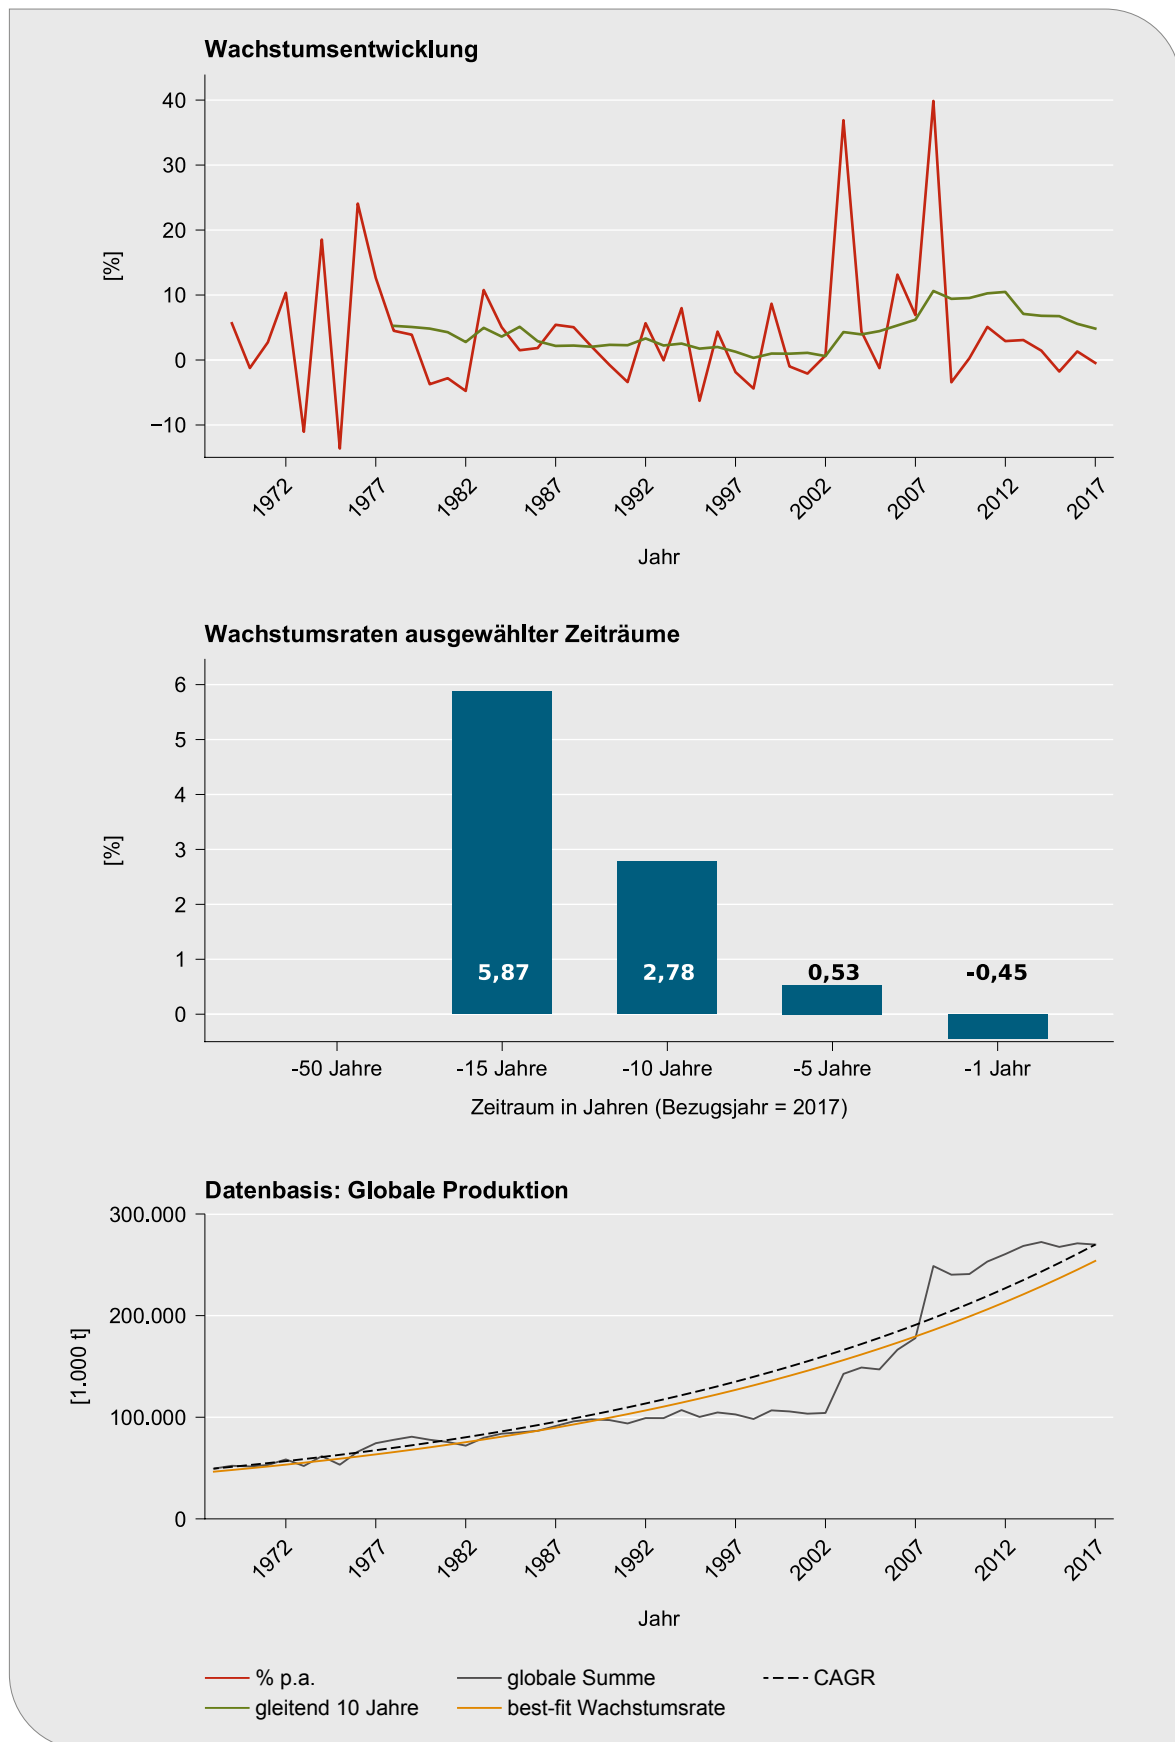 Wachstumsentwicklung
40
30
20
10
0
−10
[%]
1972
1977
1982
1987
1992
1997
2002
2007
2012
2017
Jahr
Wachstumsraten ausgewählter Zeiträume
6
5
4
3
2
1
0
[%]
5,87
2,78
0,53
-0,45
-50 Jahre
-15 Jahre
-10 Jahre
-5 Jahre
-1 Jahr
Zeitraum in Jahren (Bezugsjahr = 2017)
Datenbasis: Globale Produktion
300.000
200.000
100.000
0
[1.000 t]
1972
1977
1982
1987
1992
1997
2002
2007
2012
2017
Jahr
% p.a.
globale Summe
CAGR
gleitend 10 Jahre
best-fit Wachstumsrate